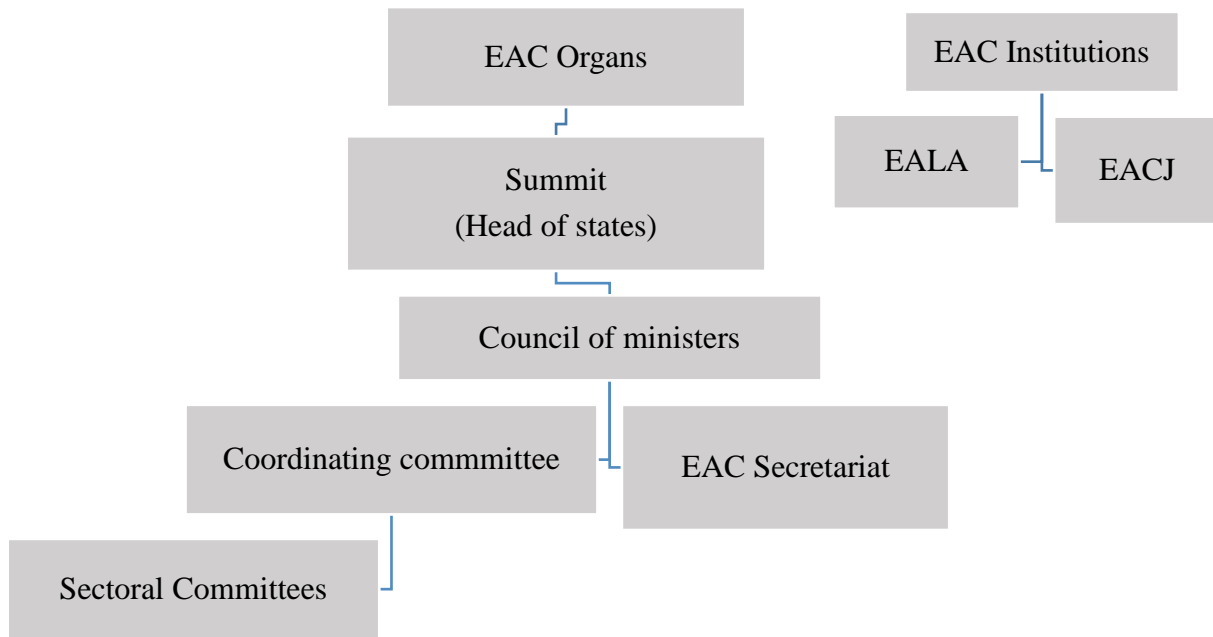 EAC Organs
EAC Institutions
EALA
EACJ
Summit
(Head of states)
Council of ministers
Coordinating commmittee
EAC Secretariat
Sectoral Committees